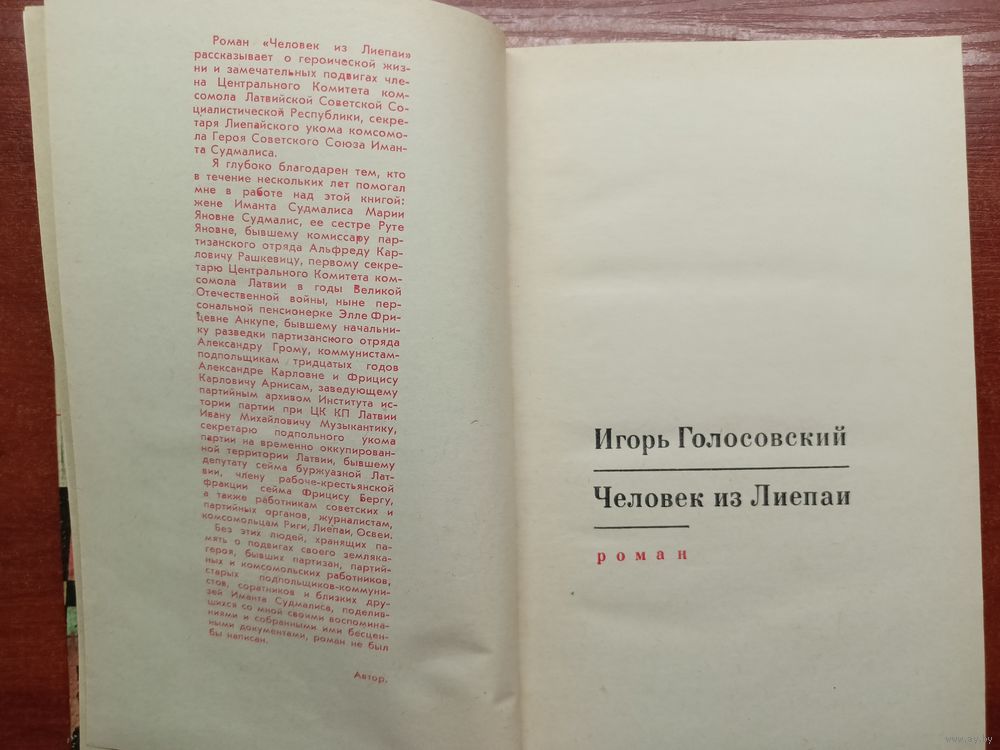 Роман «Человек из Лиепаи»
рассказывает о героической жиз-
ни и замечательных подвигах чле-
на Центрального Комитета ком-
сомола Латвийской Советской Со-
циалистической Республики, секре-
таря Лиепайского укома комсомо-
ла Героя Советского Союза Иман-
та Судмалиса.
Я глубоко благодарен тем, кто
в течение нескольких лет помогал
мне в работе над этой книгой:
жене Иманта Судмалиса Марии
Яновне Судмалис, ее сестре Руте
Яновне, бывшему комиссару пар-
тизанского отряда Альфреду Кар-
ловичу Рашкевицу, первому секре-
тарю Центрального Комитета ком-
сомола Латвии в годы Великой
Отечественной войны, ныне пер-
сональной пенсионерке Элле Фри-
цевне Анкупе, бывшему начальни-
ку разведки партизанского отряда
Александру Грому, коммунистам-
подпольщикам тридцатых годов
Александре Карловне и Фрицису
Карловичу Арнисам, заведующему
партийным архивом Института ис-
тории партии при ЦК КП Латвии
Ивану Михайловичу Музыкантику,
секретарю подпольного укома
партии на временно оккупирован-
ной территории Латвии, бывшему
депутату сейма буржуазной Лат-
вии, члену рабоче-крестьянской
фракции сейма Фрицису Бергу,
а также работникам советских и
партийных органов, журналистам,
комсомольцам Риги, Лиепаи, Освеи.
Без этих людей, хранящих па-
мять о подвигах своего земляка-
героя, бывших партизан, партий-
ных и комсомольских работников,
старых подпольщиков-коммуни-
стов, соратников и близких дру-
зей Иманта Судмалиса, поделив-
шихся со мной своими воспомина-
ниями и собранными ими бесцен-
ными документами, роман не был
бы написан.
Автор.
Игорь Голосовский
Человек из Лиепаи
роман
www.ay.by